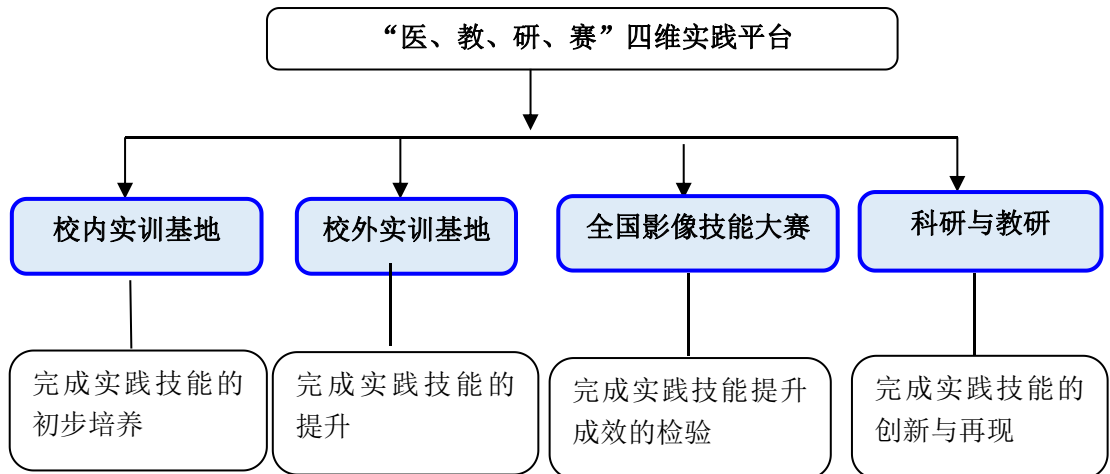 “医、教、研、赛”四维实践平台
校内实训基地
校外实训基地
全国影像技能大赛
科研与教研
完成实践技能的
初步培养
完成实践技能的
提升
完成实践技能提升
成效的检验
完成实践技能的
创新与再现